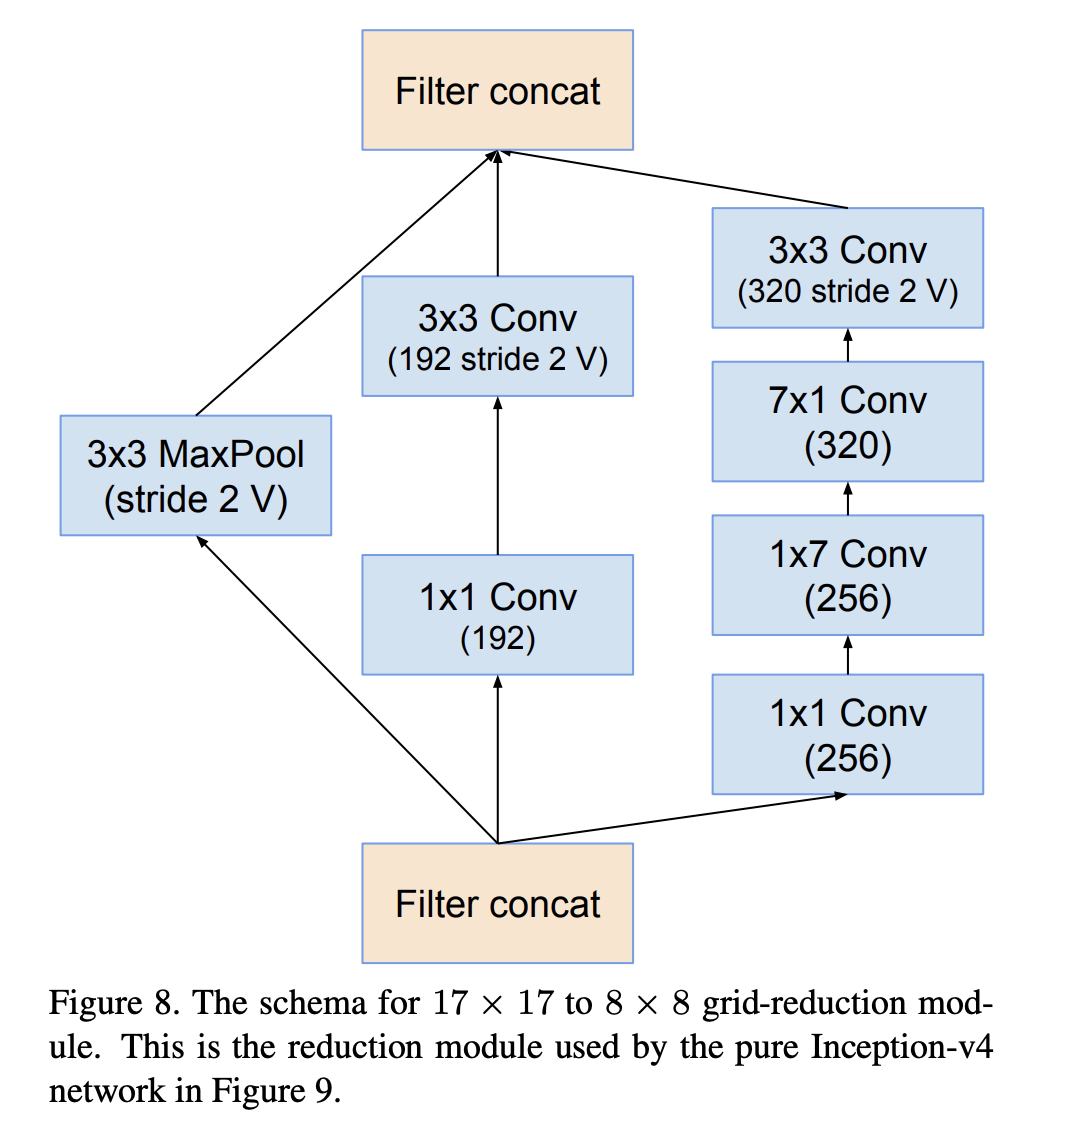 Filter concat
3x3 Conv
(320 stride 2 V)
3x3 Conv
(192 stride 2 V)
7x1 Conv
(320)
3x3 MaxPool
(stride 2 V)
1x7 Conv
(256)
1x1 Conv
(192)
1x1 Conv
(256)
Filter concat
Figure 8. The schema for 17 × 17 to 8 × 8 grid-reduction mod-
ule. This is the reduction module used by the pure Inception-v4
network in Figure 9.